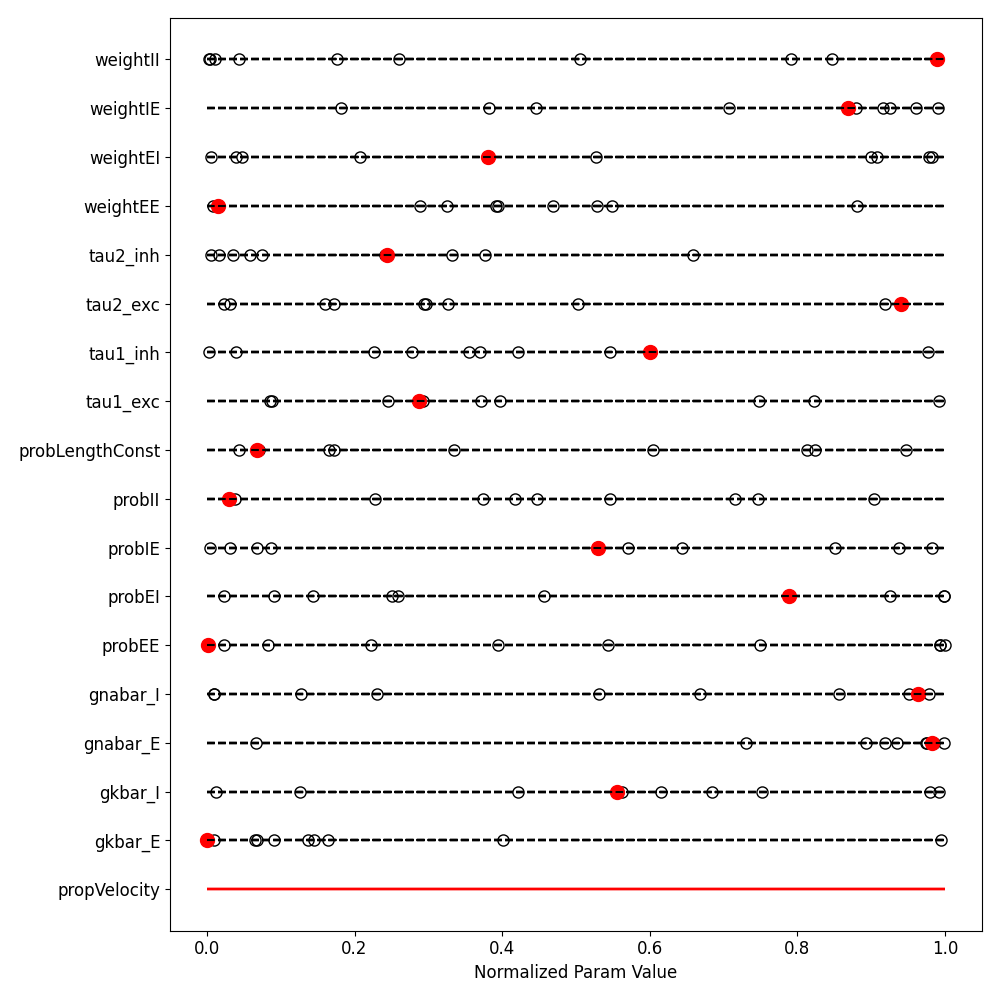 weightII
weightIE
weightEI
weightEE
tau2_inh
tau2_exc
tau1_inh
tau1_exc
probLengthConst
probII
probIE
probEI
probEE
gnabar_I
gnabar_E
gkbar_I
gkbar_E
propVelocity
0.0 0.2 0.4 0.6 0.8 1.0
Normalized Param Value